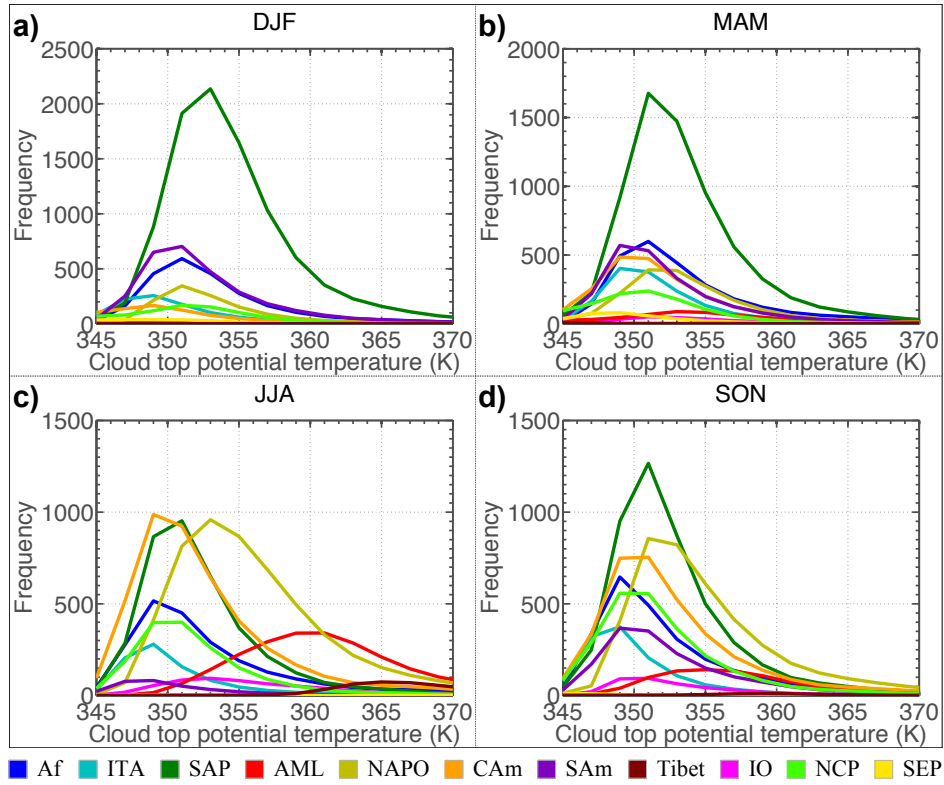 a) DJF
2500
2000
1500
1000
500
0
Frequency
345 350 355 360 365 370
Cloud top potential temperature (K)
b) MAM
2000
1500
1000
500
0
Frequency
345 350 355 360 365 370
Cloud top potential temperature (K)
c) JJA
1500
1000
500
0
Frequency
345 350 355 360 365 370
Cloud top potential temperature (K)
d) SON
1500
1000
500
0
Frequency
345 350 355 360 365 370
Cloud top potential temperature (K)
Af ITA SAP AML NAPO CAm SAm Tibet IO NCP SEP